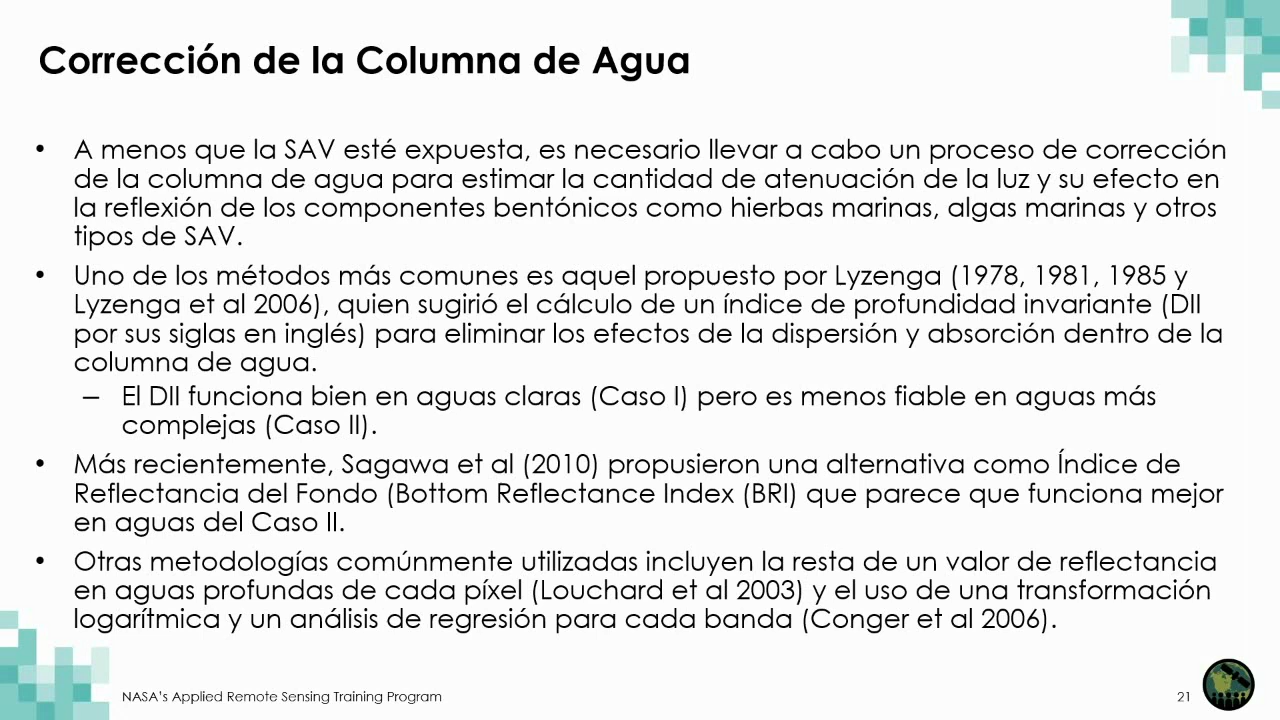 Corrección de la Columna de Agua
• A menos que la SAV esté expuesta, es necesario llevar a cabo un proceso de corrección
de la columna de agua para estimar la cantidad de atenuación de la luz y su efecto en
la reflexión de los componentes bentónicos como hierbas marinas, algas marinas y otros
tipos de SAV.
• Uno de los métodos más comunes es aquel propuesto por Lyzenga (1978, 1981, 1985 y
Lyzenga et al 2006), quien sugirió el cálculo de un índice de profundidad invariante (DII
por sus siglas en inglés) para eliminar los efectos de la dispersión y absorción dentro de la
columna de agua.
– El DII funciona bien en aguas claras (Caso I) pero es menos fiable en aguas más
complejas (Caso II).
• Más recientemente, Sagawa et al (2010) propusieron una alternativa como Índice de
Reflectancia del Fondo (Bottom Reflectance Index (BRI) que parece que funciona mejor
en aguas del Caso II.
• Otras metodologías comúnmente utilizadas incluyen la resta de un valor de reflectancia
en aguas profundas de cada píxel (Louchard et al 2003) y el uso de una transformación
logarítmica y un análisis de regresión para cada banda (Conger et al 2006).
NASA's Applied Remote Sensing Training Program
21